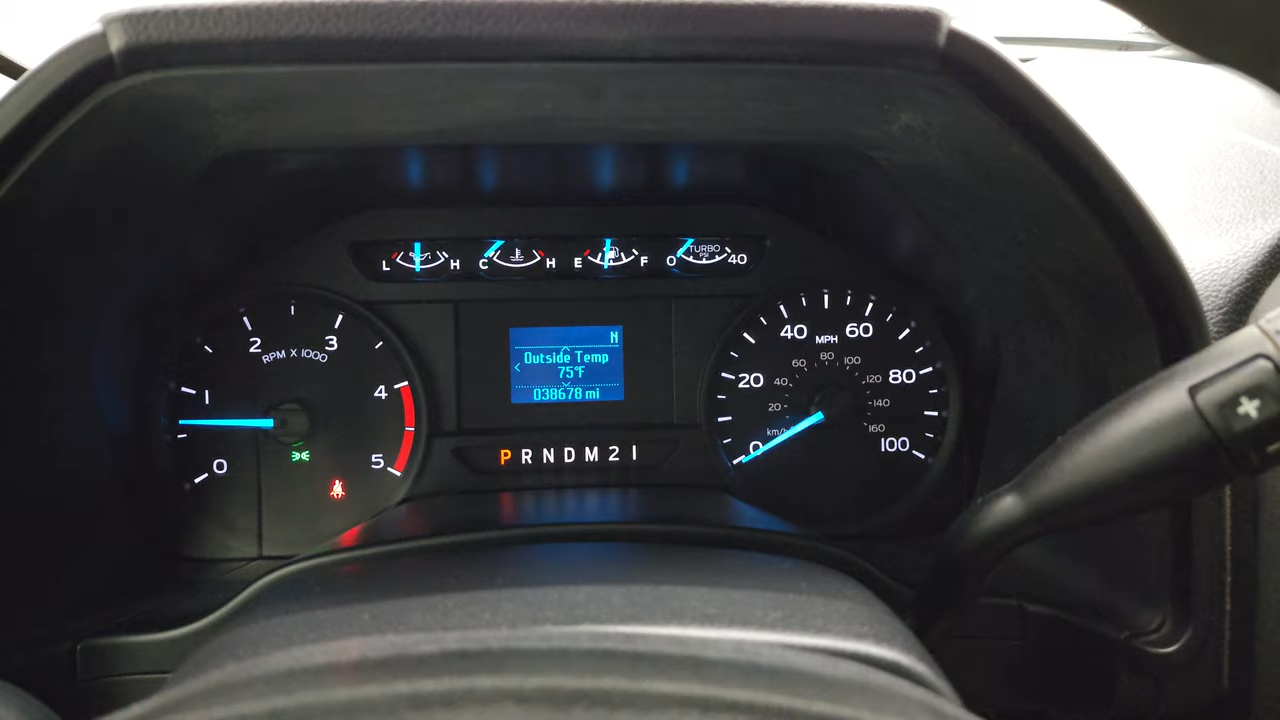 L H C H E F 0 TURBO PSI 40
0 1 2 3 4 5
RPM X 1000
N
Outside Temp
75°F
038678 mi
P R N D M 2 1
0 20 40 60 80 100
MPH
20 40 60 80 100 120 140 160
km/h
+